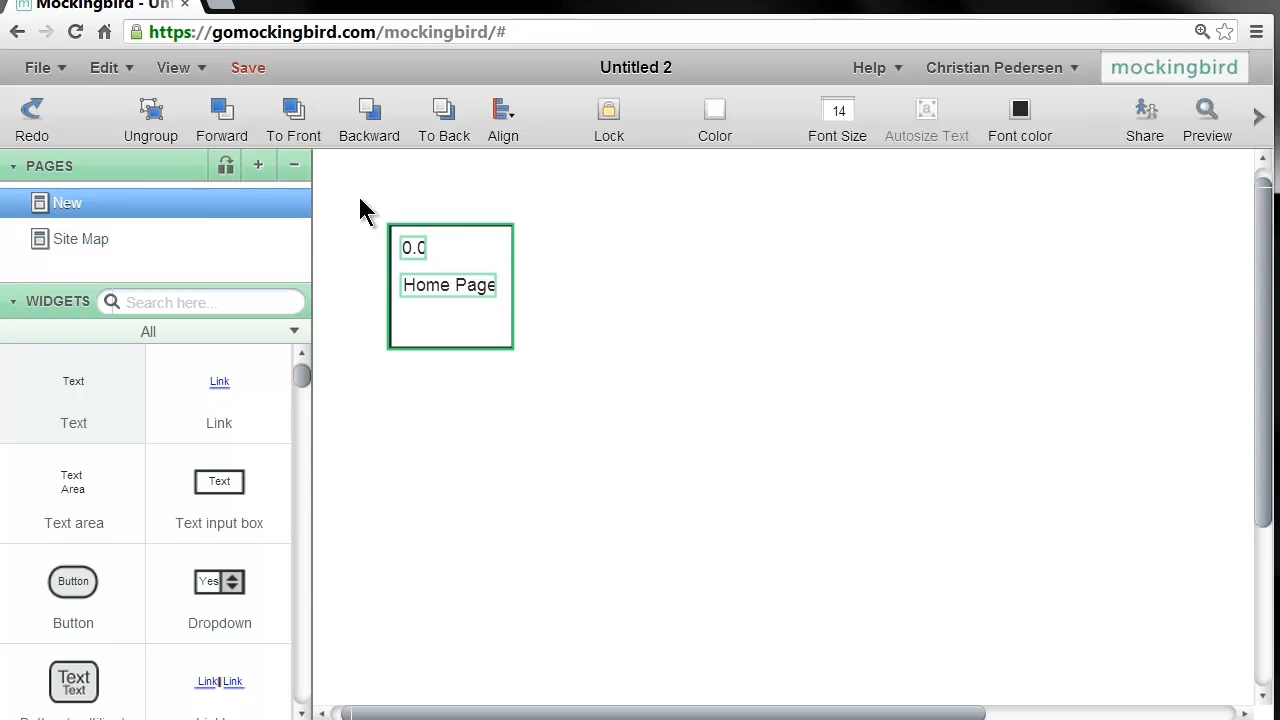 Mockingbird - Un
https://gomockingbird.com/mockingbird/#
File Edit View Save Untitled 2 Help Christian Pedersen mockingbird
Redo Ungroup Forward To Front Backward To Back Align Lock Color 14 Font Size Autosize Text Font color Share Preview
PAGES
New
Site Map
WIDGETS Search here...
All
Text Link
Text Link
Text Area Text
Text area Text input box
Button Yes
Button Dropdown
Text Text Link Link
0.0
Home Page